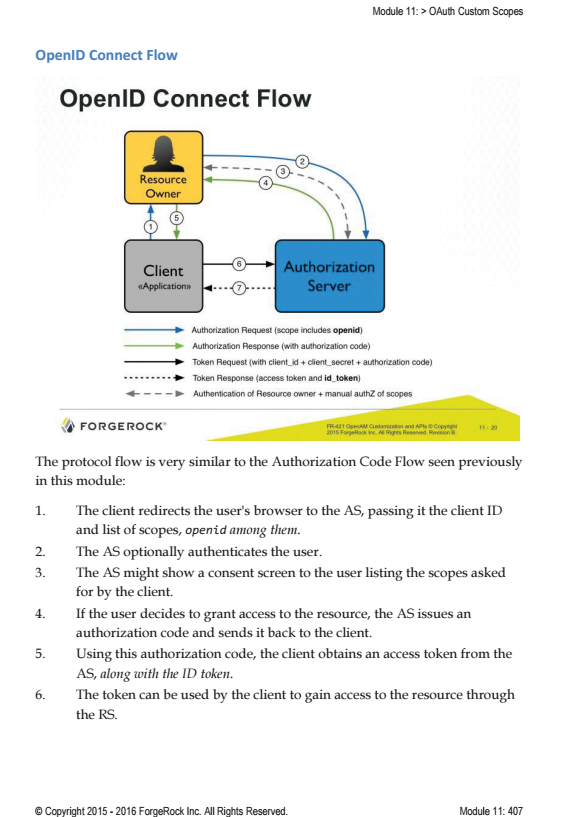 Module 11: > OAuth Custom Scopes
OpenID Connect Flow
OpenID Connect Flow
Resource
Owner
2
3
4
1
5
Client
«Application»
6
7
Authorization
Server
Authorization Request (scope includes openid)
Authorization Response (with authorization code)
Token Request (with client_id + client_secret + authorization code)
Token Response (access token and id_token)
Authentication of Resource owner + manual authZ of scopes
FORGEROCK®
FR-421 OpenAM Customization and APIs © Copyright
2015 ForgeRock Inc. All Rights Reserved. Revision B.
11 - 20
The protocol flow is very similar to the Authorization Code Flow seen previously
in this module:
1. The client redirects the user's browser to the AS, passing it the client ID
and list of scopes, openid among them.
2. The AS optionally authenticates the user.
3. The AS might show a consent screen to the user listing the scopes asked
for by the client.
4. If the user decides to grant access to the resource, the AS issues an
authorization code and sends it back to the client.
5. Using this authorization code, the client obtains an access token from the
AS, along with the ID token.
6. The token can be used by the client to gain access to the resource through
the RS.
© Copyright 2015 - 2016 ForgeRock Inc. All Rights Reserved.
Module 11: 407